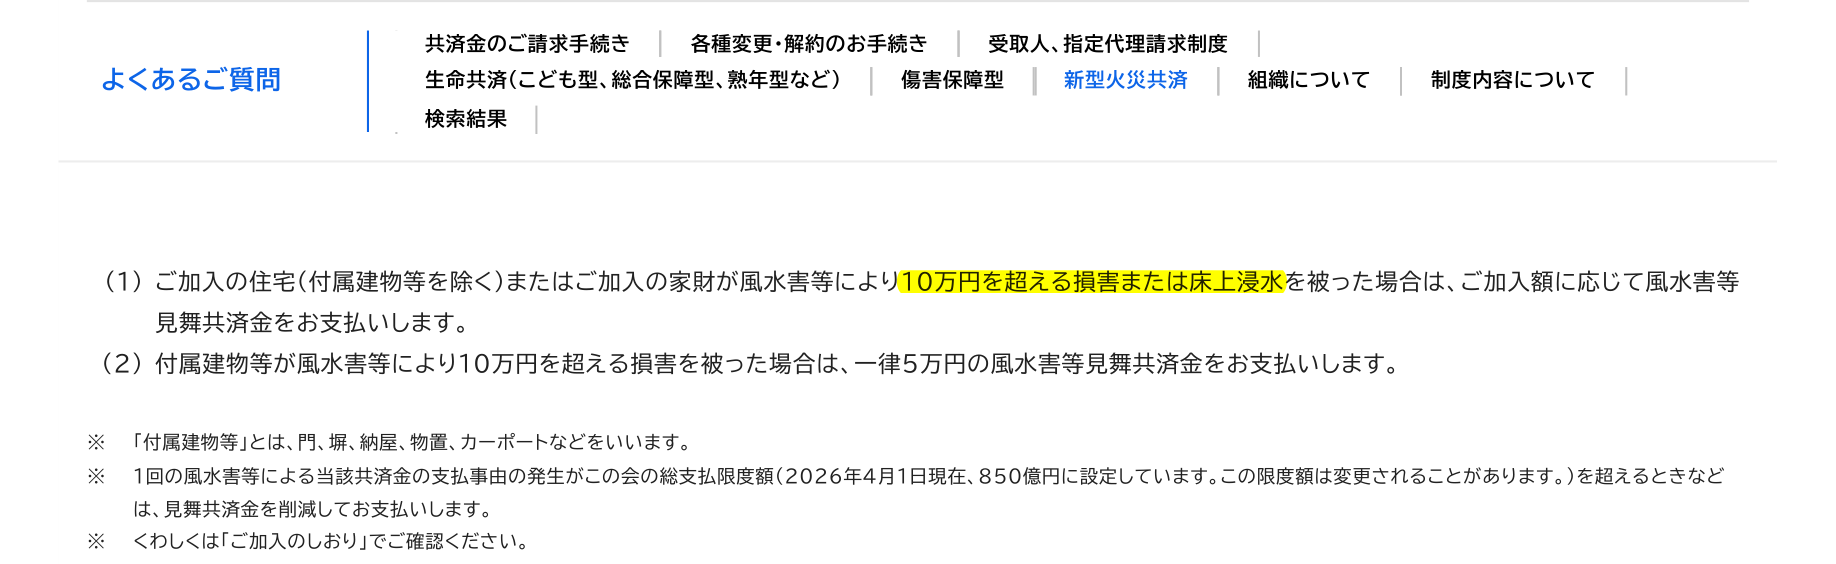 よくあるご質問
共済金のご請求手続き
各種変更・解約のお手続き
受取人、指定代理請求制度
生命共済(こども型、総合保障型、熟年型など)
傷害保障型
新型火災共済
組織について
制度内容について
検索結果
(1) ご加入の住宅(付属建物等を除く)またはご加入の家財が風水害等により10万円を超える損害または床上浸水を被った場合は、ご加入額に応じて風水害等
見舞共済金をお支払いします。
(2) 付属建物等が風水害等により10万円を超える損害を被った場合は、一律5万円の風水害等見舞共済金をお支払いします。
※ 「付属建物等」とは、門、塀、納屋、物置、カーポートなどをいいます。
※ 1回の風水害等による当該共済金の支払事由の発生がこの会の総支払限度額(2026年4月1日現在、850億円に設定しています。この限度額は変更されることがあります。)を超えるときなど
は、見舞共済金を削減してお支払いします。
※ くわしくは「ご加入のしおり」でご確認ください。